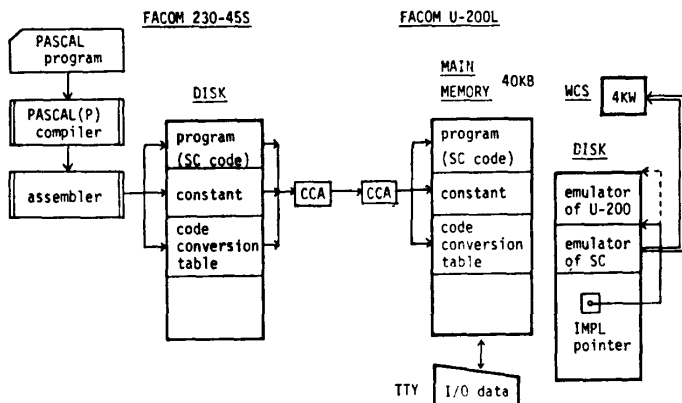 FACOM 230-45S
FACOM U-200L
PASCAL
program
PASCAL(P)
compiler
assembler
DISK
program
(SC code)
constant
code
conversion
table
CCA
CCA
MAIN
MEMORY 40KB
program
(SC code)
constant
code
conversion
table
TTY
I/O data
WCS
4KW
DISK
emulator
of U-200
emulator
of SC
IMPL
pointer